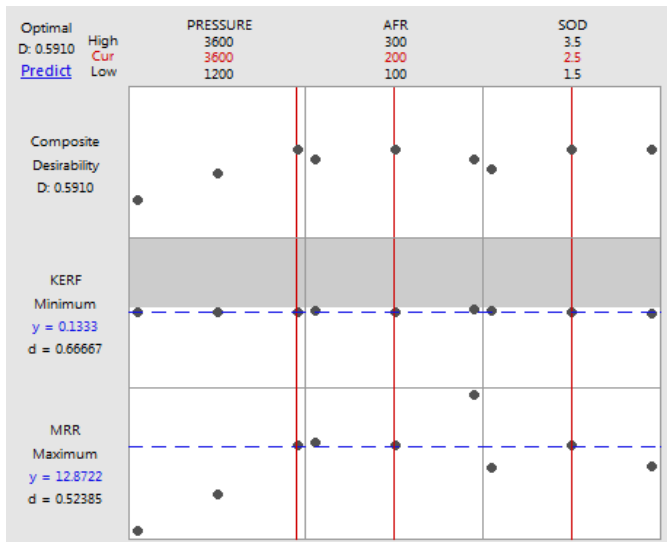 Optimal
D: 0.5910
Predict
High
Cur
Low
PRESSURE
3600
3600
1200
AFR
300
200
100
SOD
3.5
2.5
1.5
Composite
Desirability
D: 0.5910
KERF
Minimum
y = 0.1333
d = 0.66667
MRR
Maximum
y = 12.8722
d = 0.52385